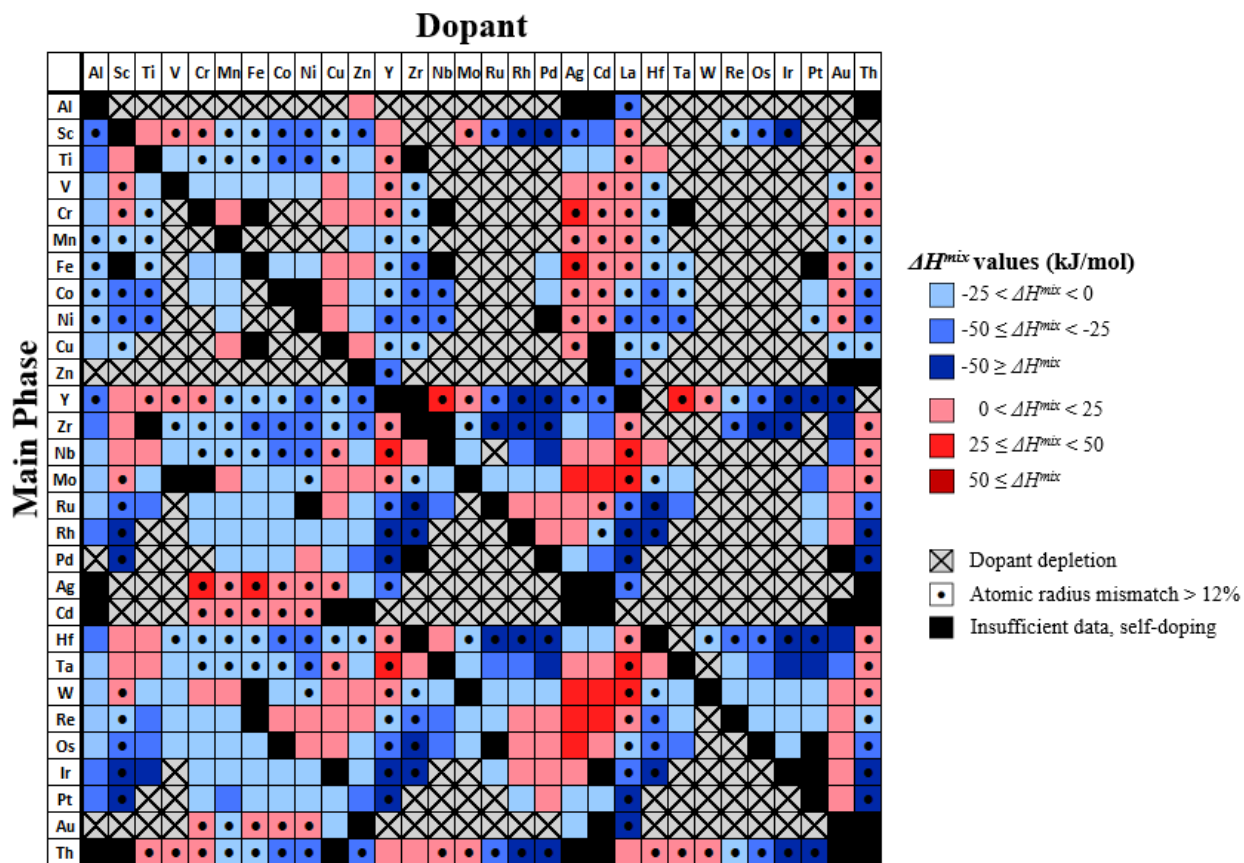 Dopant
Al Sc Ti V Cr Mn Fe Co Ni Cu Zn Y Zr Nb Mo Ru Rh Pd Ag Cd La Hf Ta W Re Os Ir Pt Au Th
Main Phase
Al
Sc
Ti
V
Cr
Mn
Fe
Co
Ni
Cu
Zn
Y
Zr
Nb
Mo
Ru
Rh
Pd
Ag
Cd
Hf
Ta
W
Re
Os
Ir
Pt
Au
Th
ΔH^mix values (kJ/mol)
-25 < ΔH^mix < 0
-50 ≤ ΔH^mix < -25
-50 ≥ ΔH^mix
0 < ΔH^mix < 25
25 ≤ ΔH^mix < 50
50 ≤ ΔH^mix
Dopant depletion
Atomic radius mismatch > 12%
Insufficient data, self-doping